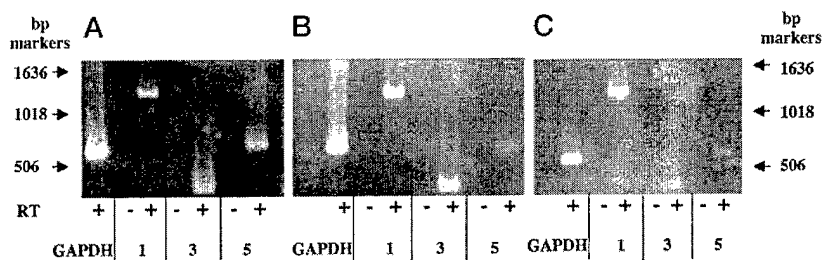 bp markers
A
B
C
bp markers
1636
1018
506
1636
1018
506
RT + - + - + - + + - + - + - + + - + - + - +
GAPDH 1 3 5 GAPDH 1 3 5 GAPDH 1 3 5